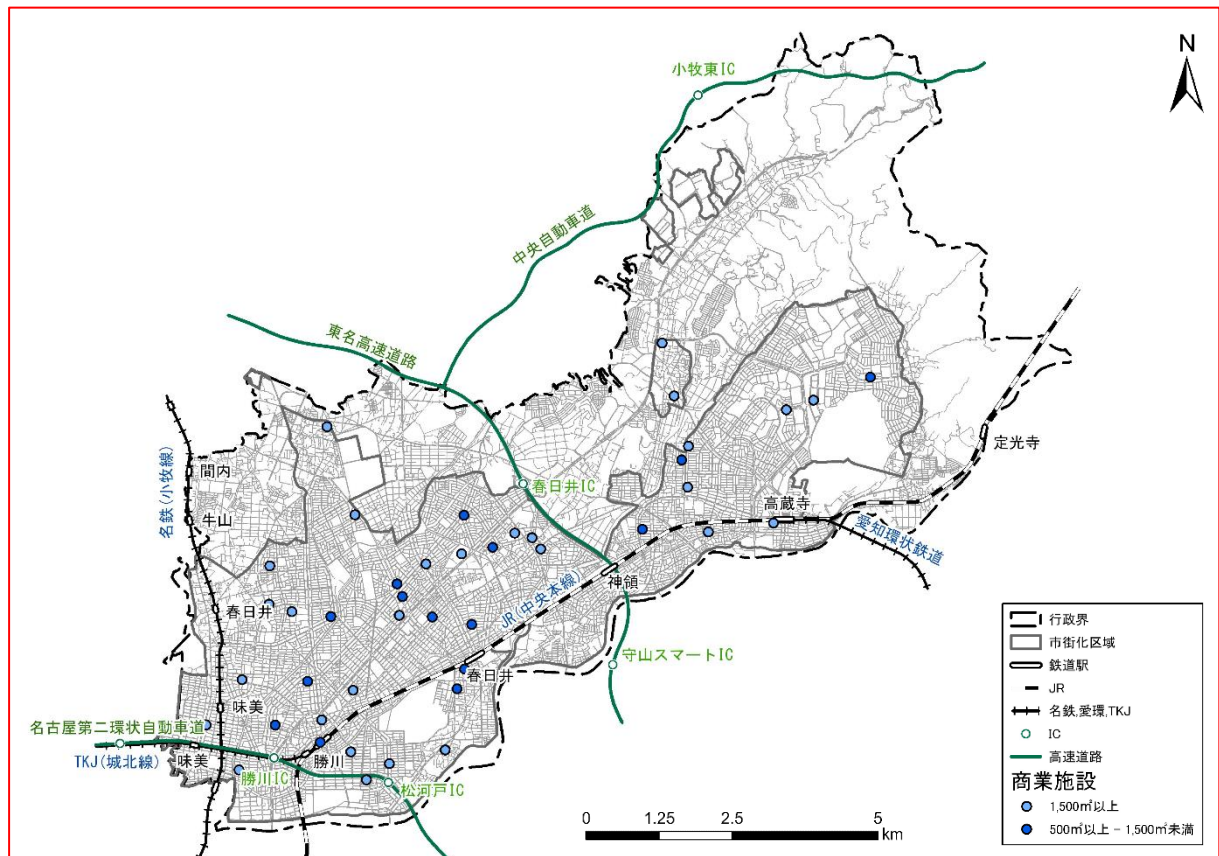 N
小牧東IC
中央自動車道
東名高速道路
名鉄(小牧線)
間内
牛山
春日井IC
定光寺
高蔵寺
愛知環状鉄道
神領
JR(中央本線)
春日井
守山スマートIC
春日井
味美
名古屋第二環状自動車道
TKJ(城北線)
味美
勝川
勝川IC
松河戸IC
行政界
市街化区域
鉄道駅
JR
名鉄,愛環,TKJ
IC
高速道路
商業施設
1,500㎡以上
500㎡以上 - 1,500㎡未満
0 1.25 2.5 5
km